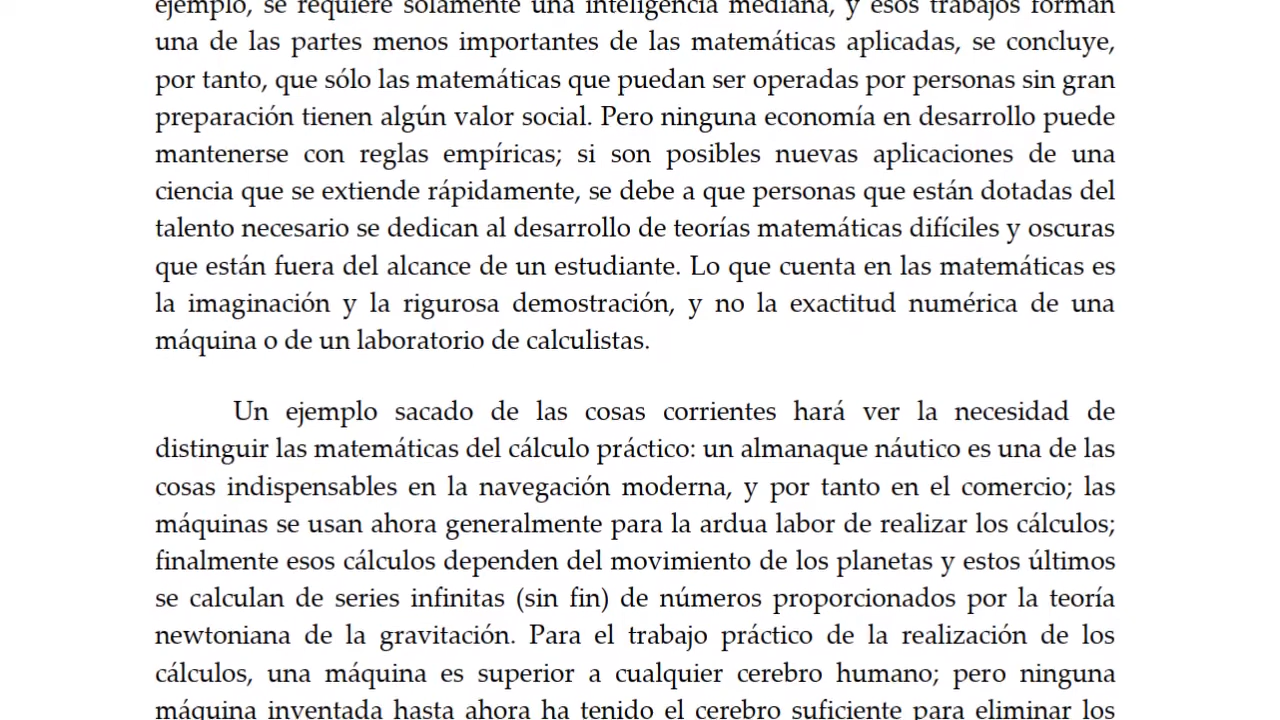 ejemplo, se requiere solamente una inteligencia mediana, y esos trabajos forman
una de las partes menos importantes de las matemáticas aplicadas, se concluye,
por tanto, que sólo las matemáticas que puedan ser operadas por personas sin gran
preparación tienen algún valor social. Pero ninguna economía en desarrollo puede
mantenerse con reglas empíricas; si son posibles nuevas aplicaciones de una
ciencia que se extiende rápidamente, se debe a que personas que están dotadas del
talento necesario se dedican al desarrollo de teorías matemáticas difíciles y oscuras
que están fuera del alcance de un estudiante. Lo que cuenta en las matemáticas es
la imaginación y la rigurosa demostración, y no la exactitud numérica de una
máquina o de un laboratorio de calculistas.
Un ejemplo sacado de las cosas corrientes hará ver la necesidad de
distinguir las matemáticas del cálculo práctico: un almanaque náutico es una de las
cosas indispensables en la navegación moderna, y por tanto en el comercio; las
máquinas se usan ahora generalmente para la ardua labor de realizar los cálculos;
finalmente esos cálculos dependen del movimiento de los planetas y estos últimos
se calculan de series infinitas (sin fin) de números proporcionados por la teoría
newtoniana de la gravitación. Para el trabajo práctico de la realización de los
cálculos, una máquina es superior a cualquier cerebro humano; pero ninguna
máquina inventada hasta ahora ha tenido el cerebro suficiente para eliminar los